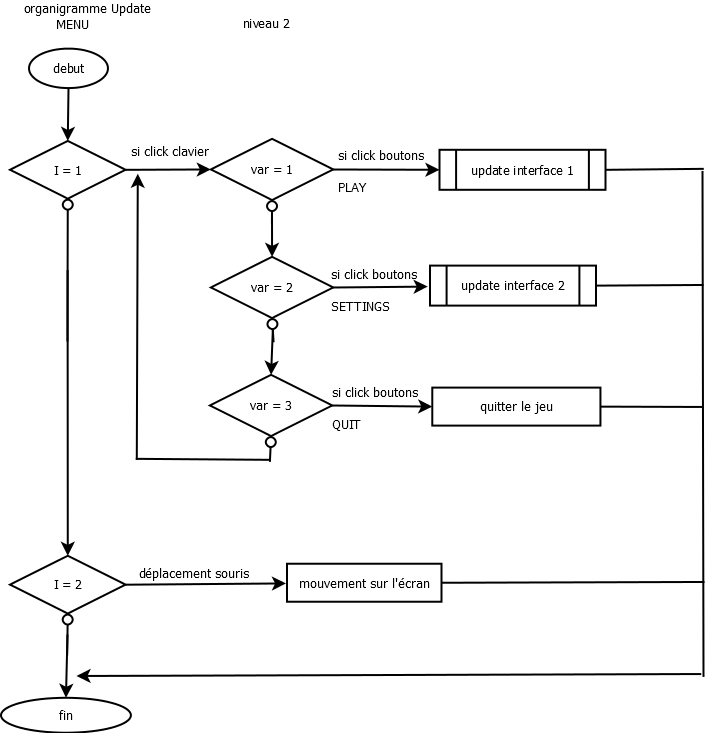 organigramme Update
MENU
niveau 2
debut
I = 1
si click clavier
var = 1
si click boutons
PLAY
update interface 1
var = 2
si click boutons
SETTINGS
update interface 2
var = 3
si click boutons
QUIT
quitter le jeu
I = 2
déplacement souris
mouvement sur l'écran
fin